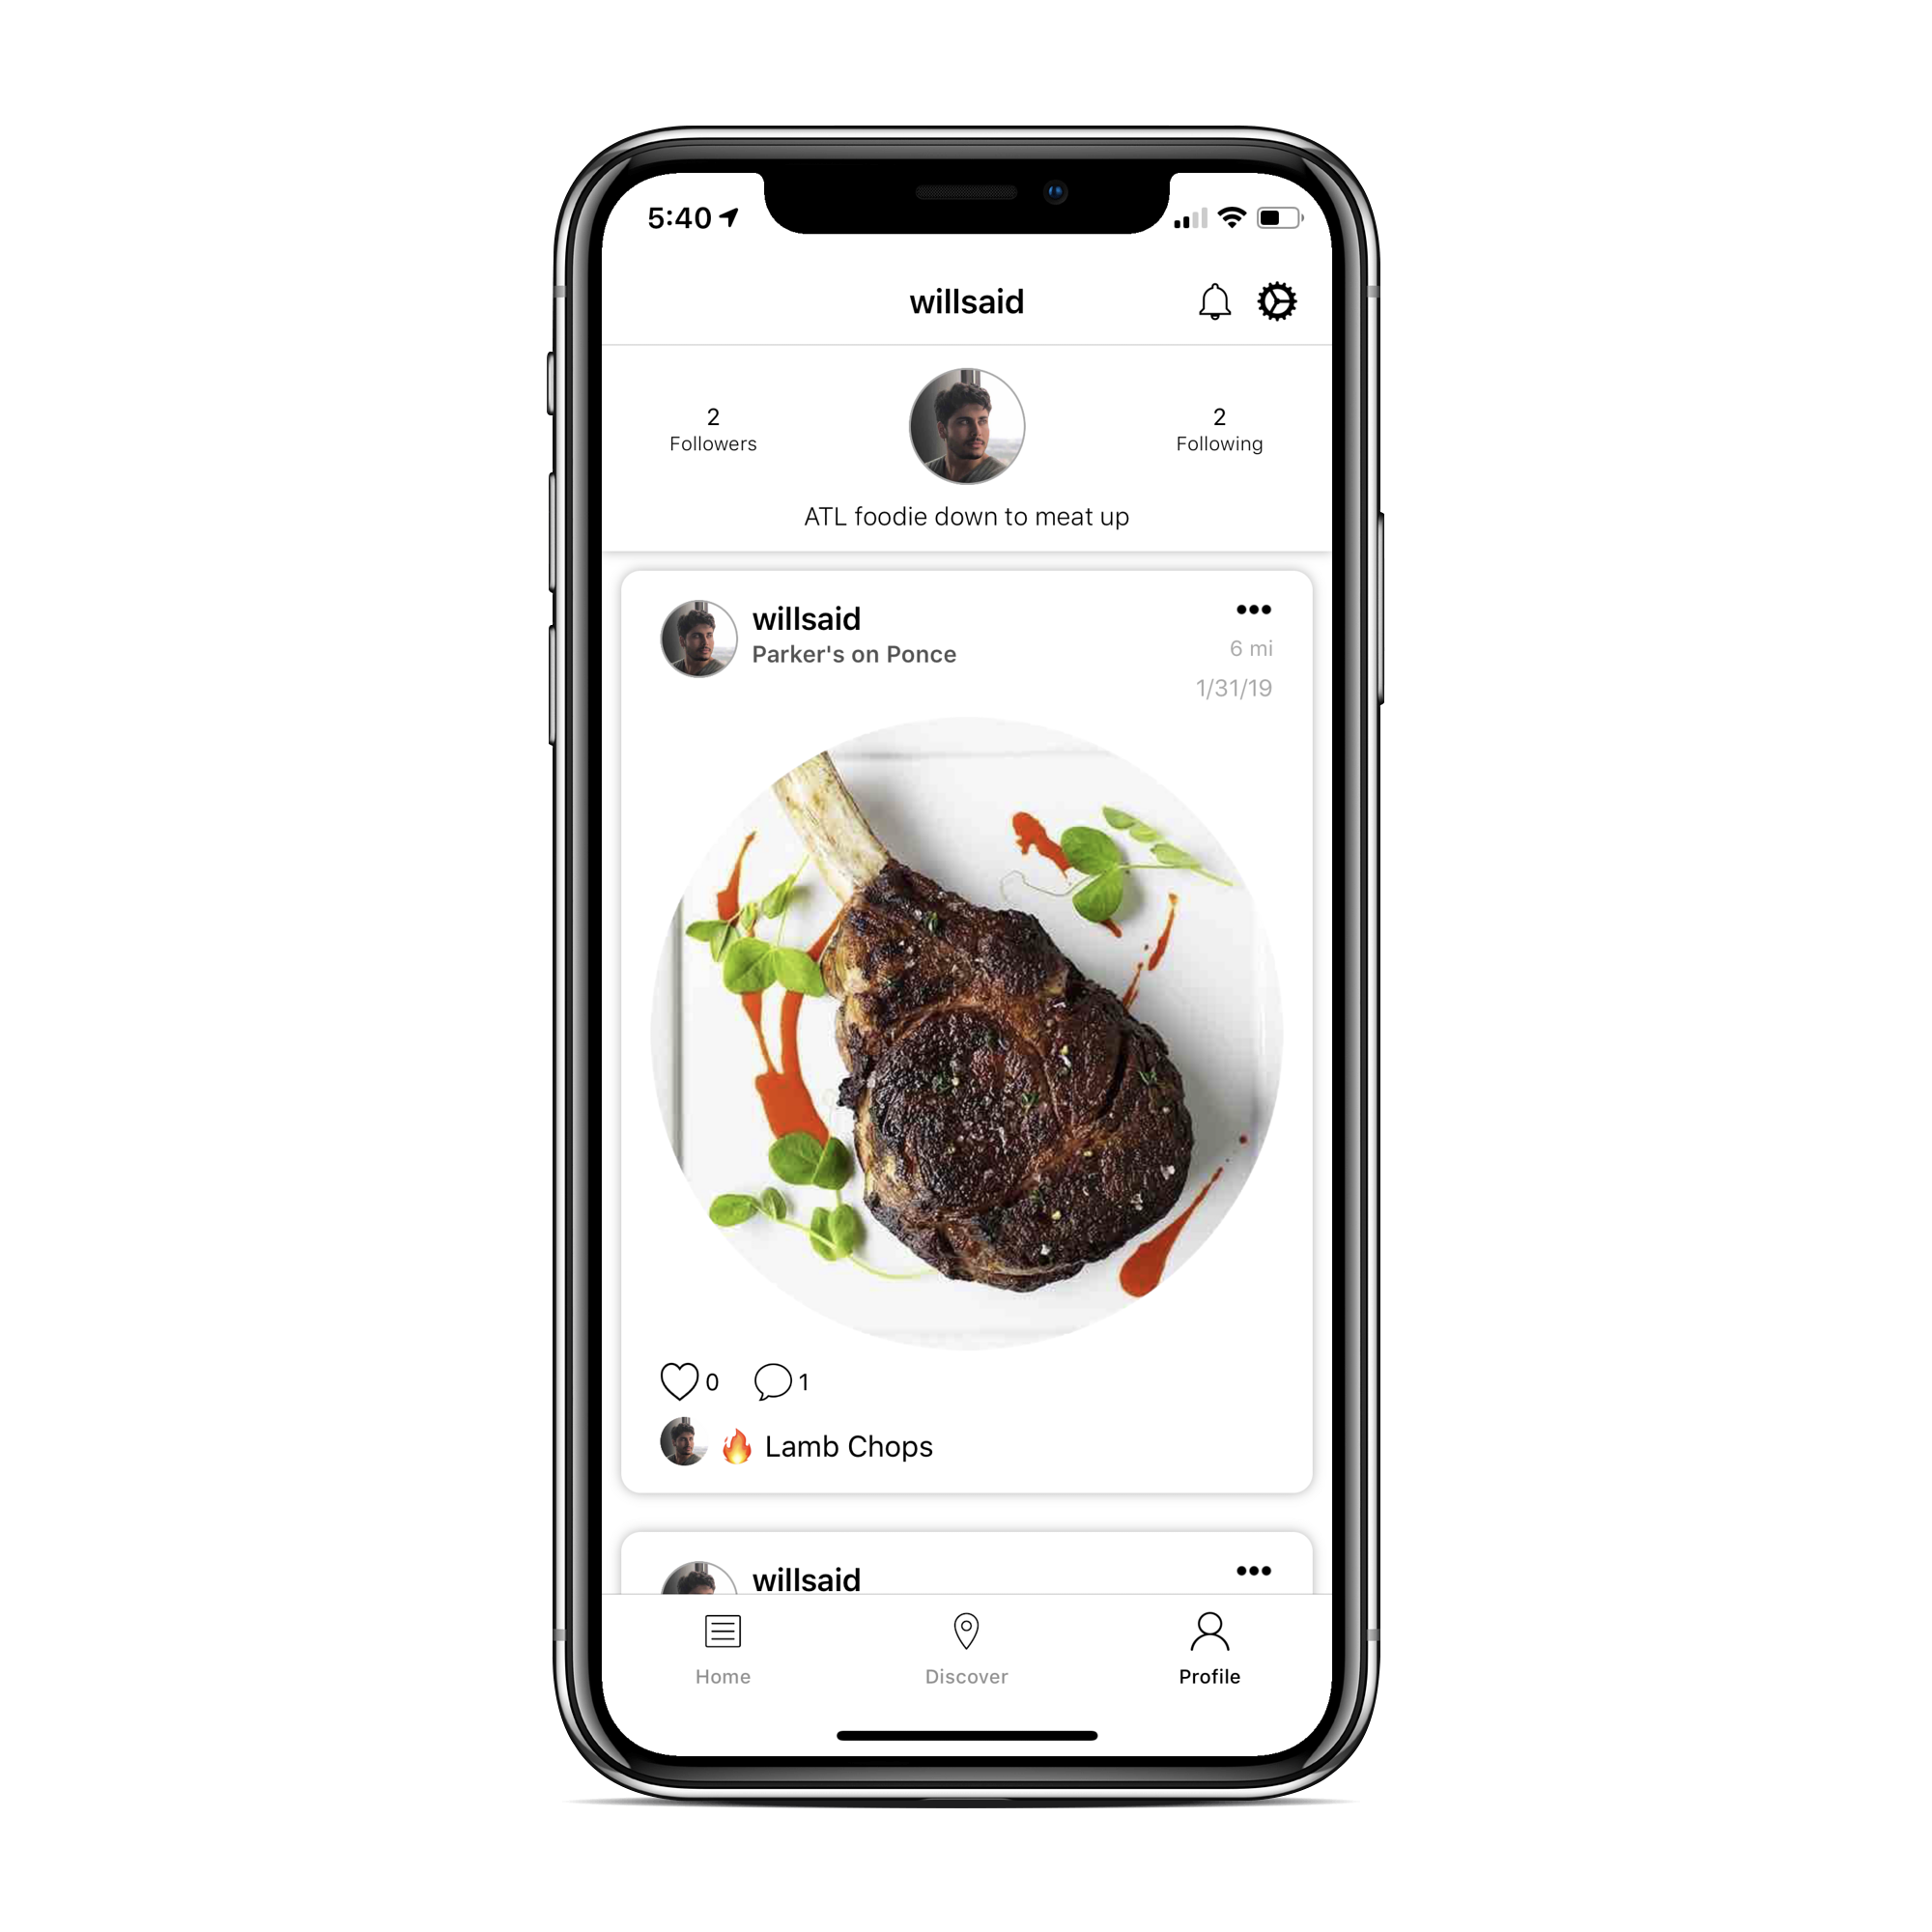 5:40
willsaid
2
Followers
2
Following
ATL foodie down to meat up
willsaid
Parker's on Ponce
6 mi
1/31/19
0
1
🔥 Lamb Chops
willsaid
Home
Discover
Profile